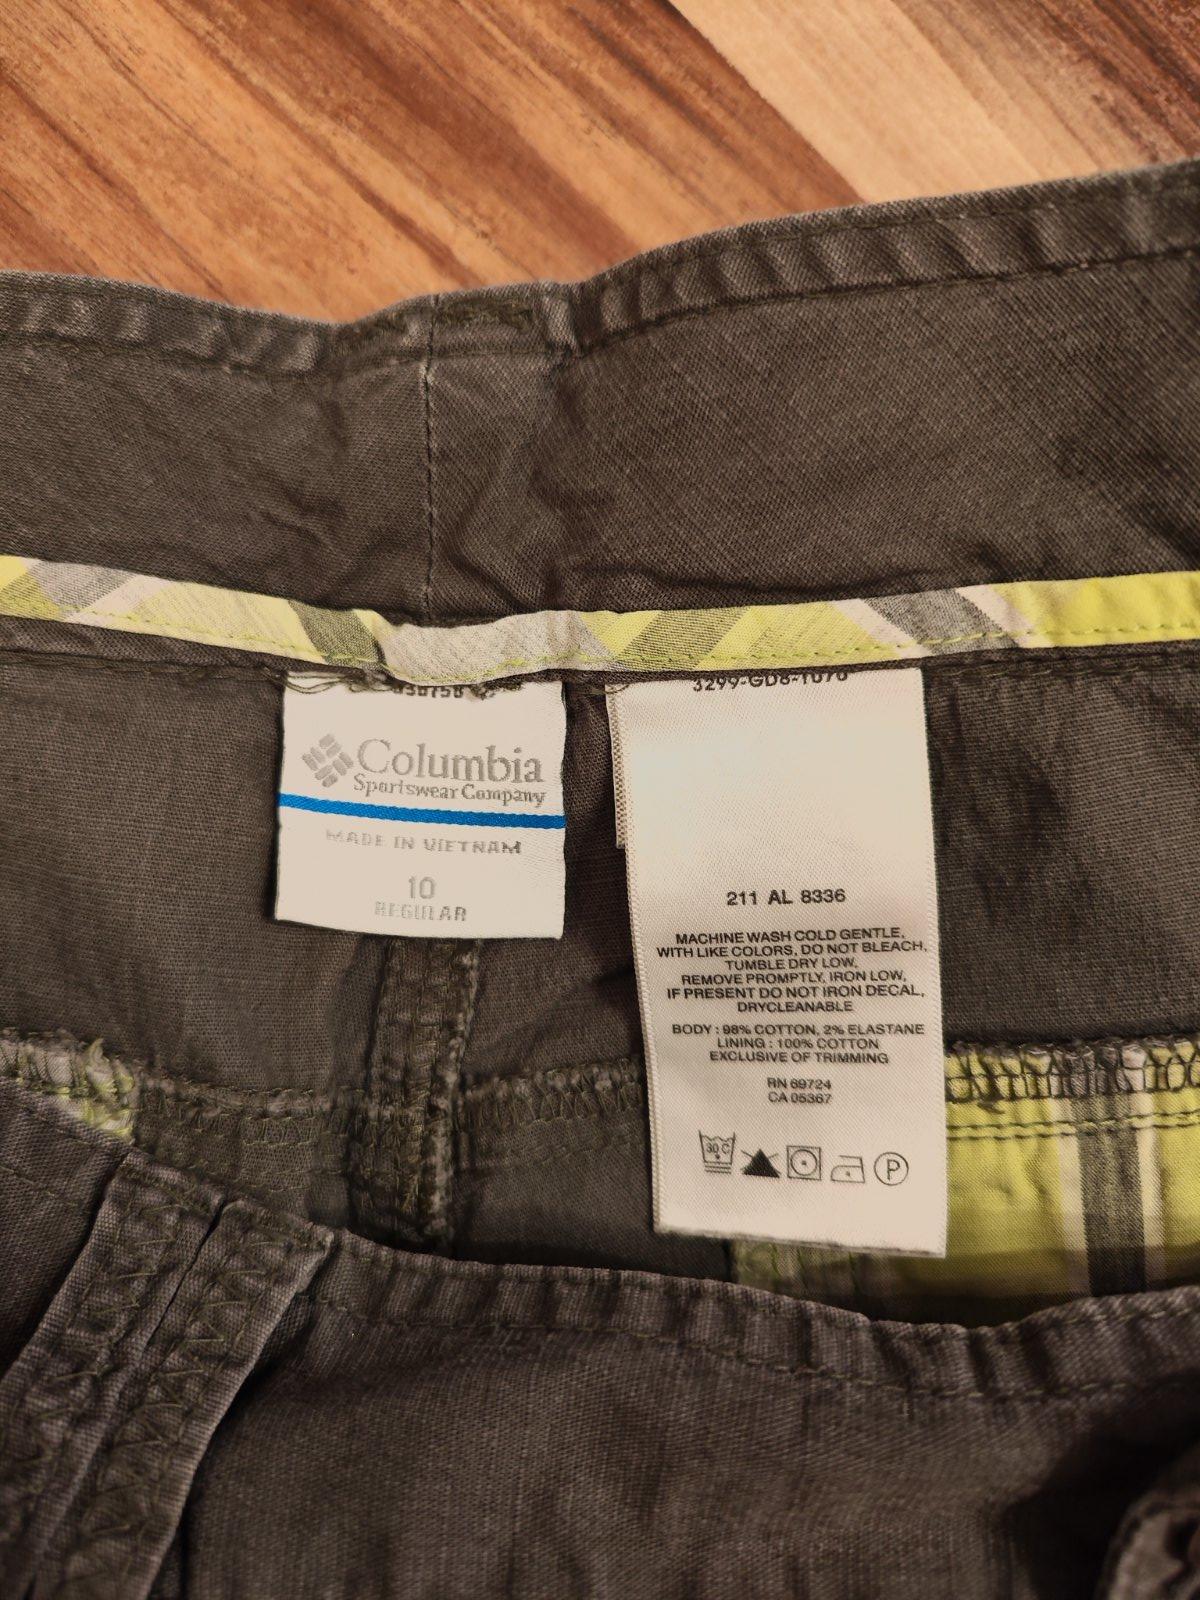 Columbia
Sportswear Company
MADE IN VIETNAM
10
REGULAR
211 AL 8336
MACHINE WASH COLD GENTLE,
WITH LIKE COLORS, DO NOT BLEACH,
TUMBLE DRY LOW,
REMOVE PROMPTLY, IRON LOW,
IF PRESENT DO NOT IRON DECAL,
DRYCLEANABLE
BODY : 98% COTTON, 2% ELASTANE
LINING : 100% COTTON
EXCLUSIVE OF TRIMMING
RN 69724
CA 05367
30 C
P